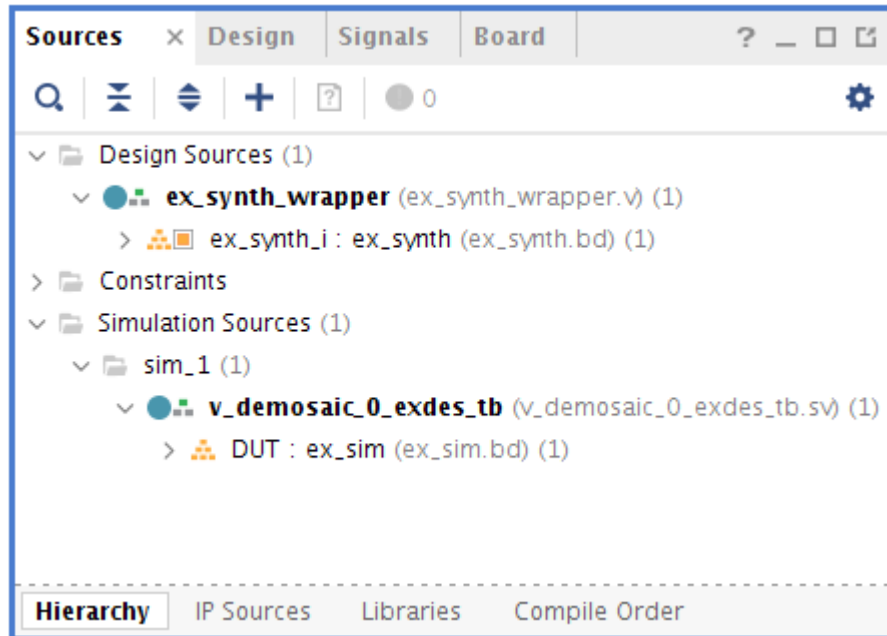 Sources × Design Signals Board ?
? 0
Design Sources (1)
ex_synth_wrapper (ex_synth_wrapper.v) (1)
ex_synth_i : ex_synth (ex_synth.bd) (1)
Constraints
Simulation Sources (1)
sim_1 (1)
v_demosaic_0_exdes_tb (v_demosaic_0_exdes_tb.sv) (1)
DUT : ex_sim (ex_sim.bd) (1)
Hierarchy IP Sources Libraries Compile Order